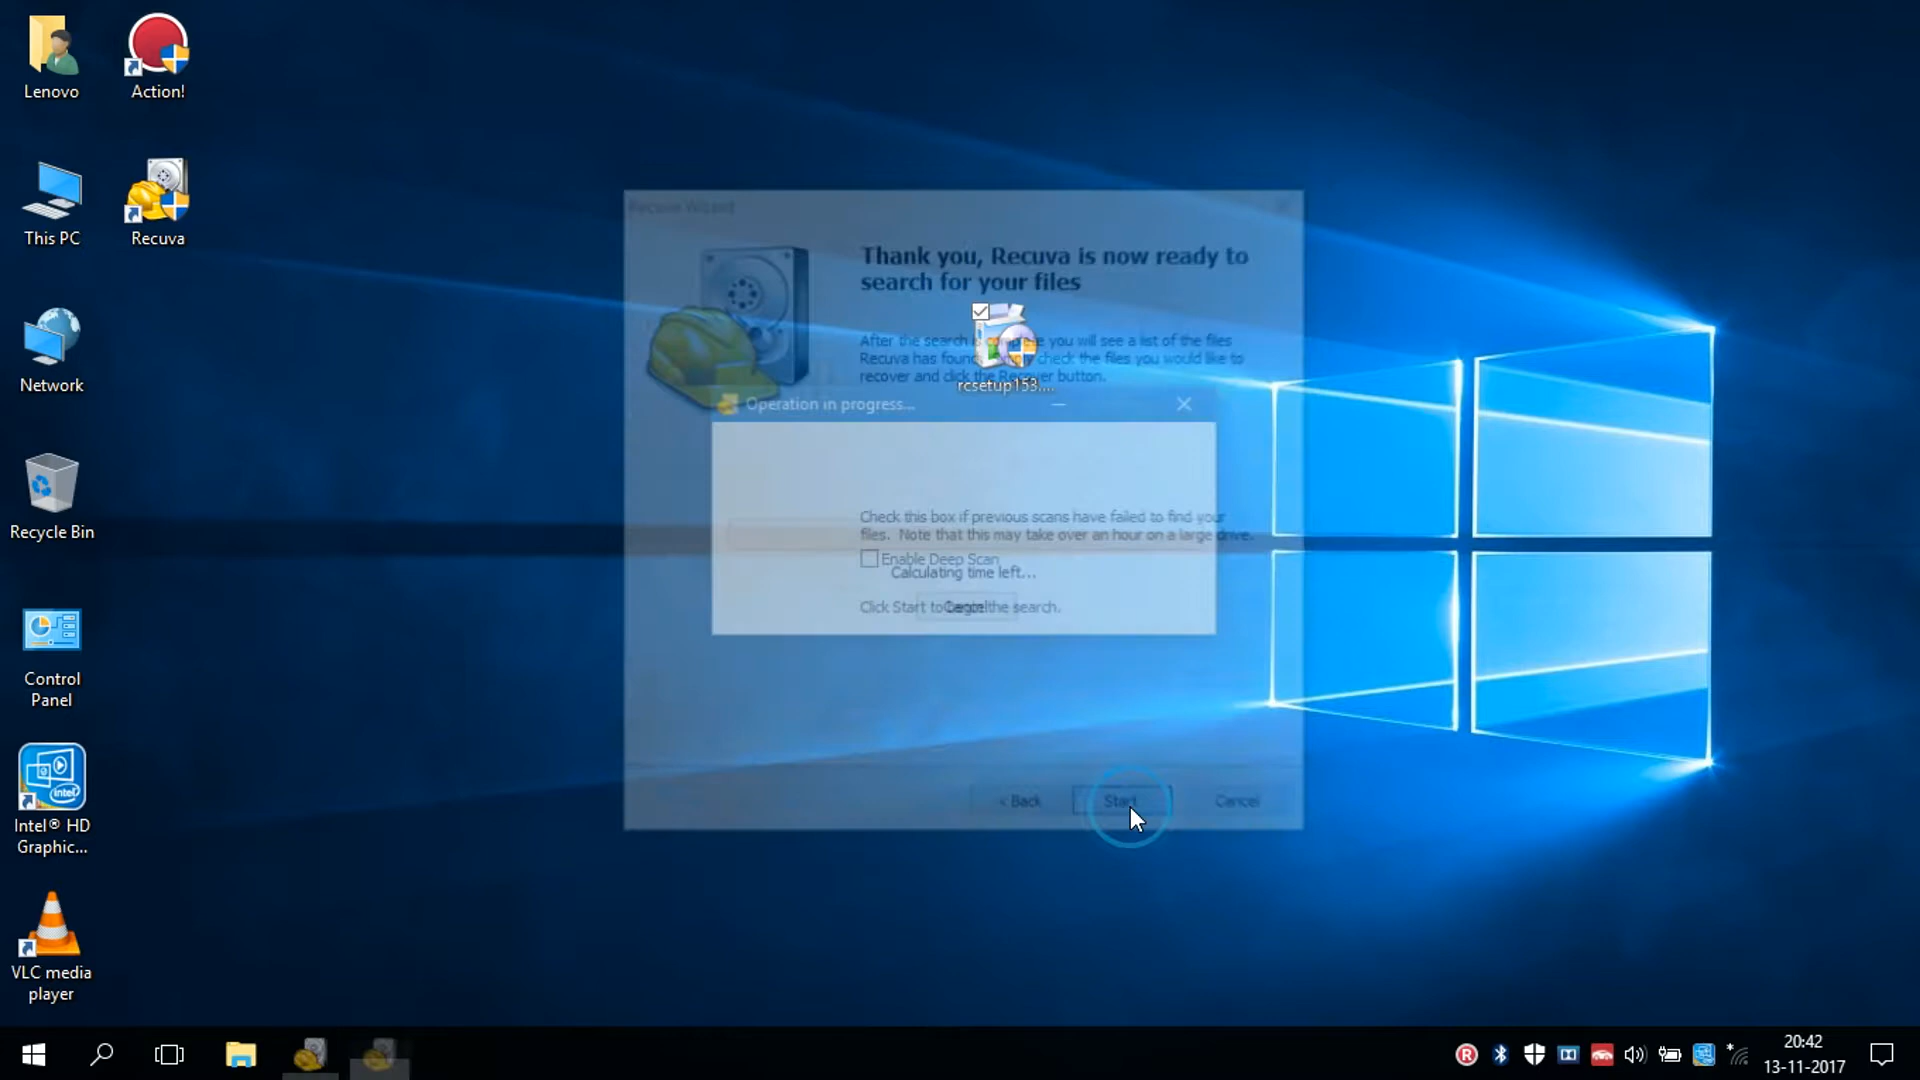 Lenovo
Action!
This PC
Recuva
Network
Recycle Bin
Control
Panel
intel
Intel® HD
Graphic...
VLC media
player
Recuva Wizard
Thank you, Recuva is now ready to
search for your files
After the search is complete you will see a list of the files
Recuva has found. Simply check the files you would like to
recover and click the Recover button.
rcsetup153....
Operation in progress...
Check this box if previous scans have failed to find your
files. Note that this may take over an hour on a large drive.
Enable Deep Scan
Calculating time left...
Click Start to begin the search.
Cancel
< Back
Start
Cancel
R
20:42
13-11-2017